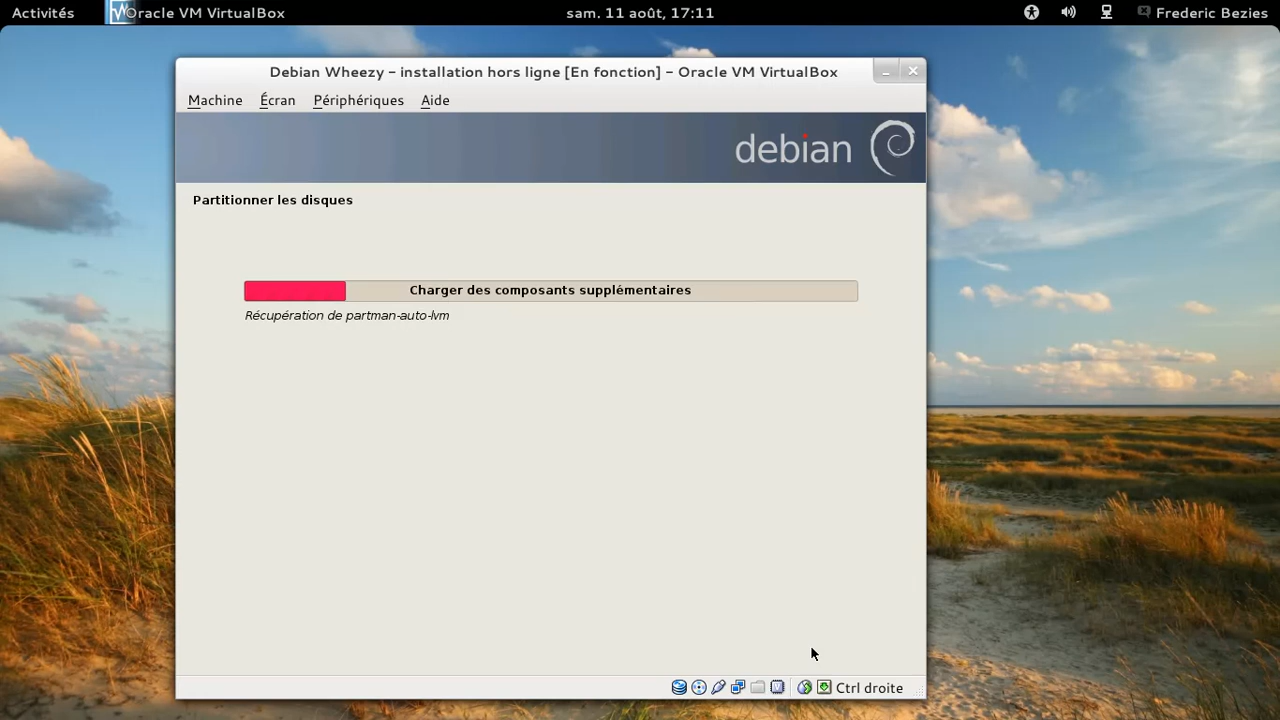 Activités Oracle VM VirtualBox sam. 11 août, 17:11 Frederic Bezies
Debian Wheezy – installation hors ligne [En fonction] – Oracle VM VirtualBox
Machine Écran Périphériques Aide
debian
Partitionner les disques
Charger des composants supplémentaires
Récupération de partman-auto-lvm
Ctrl droite